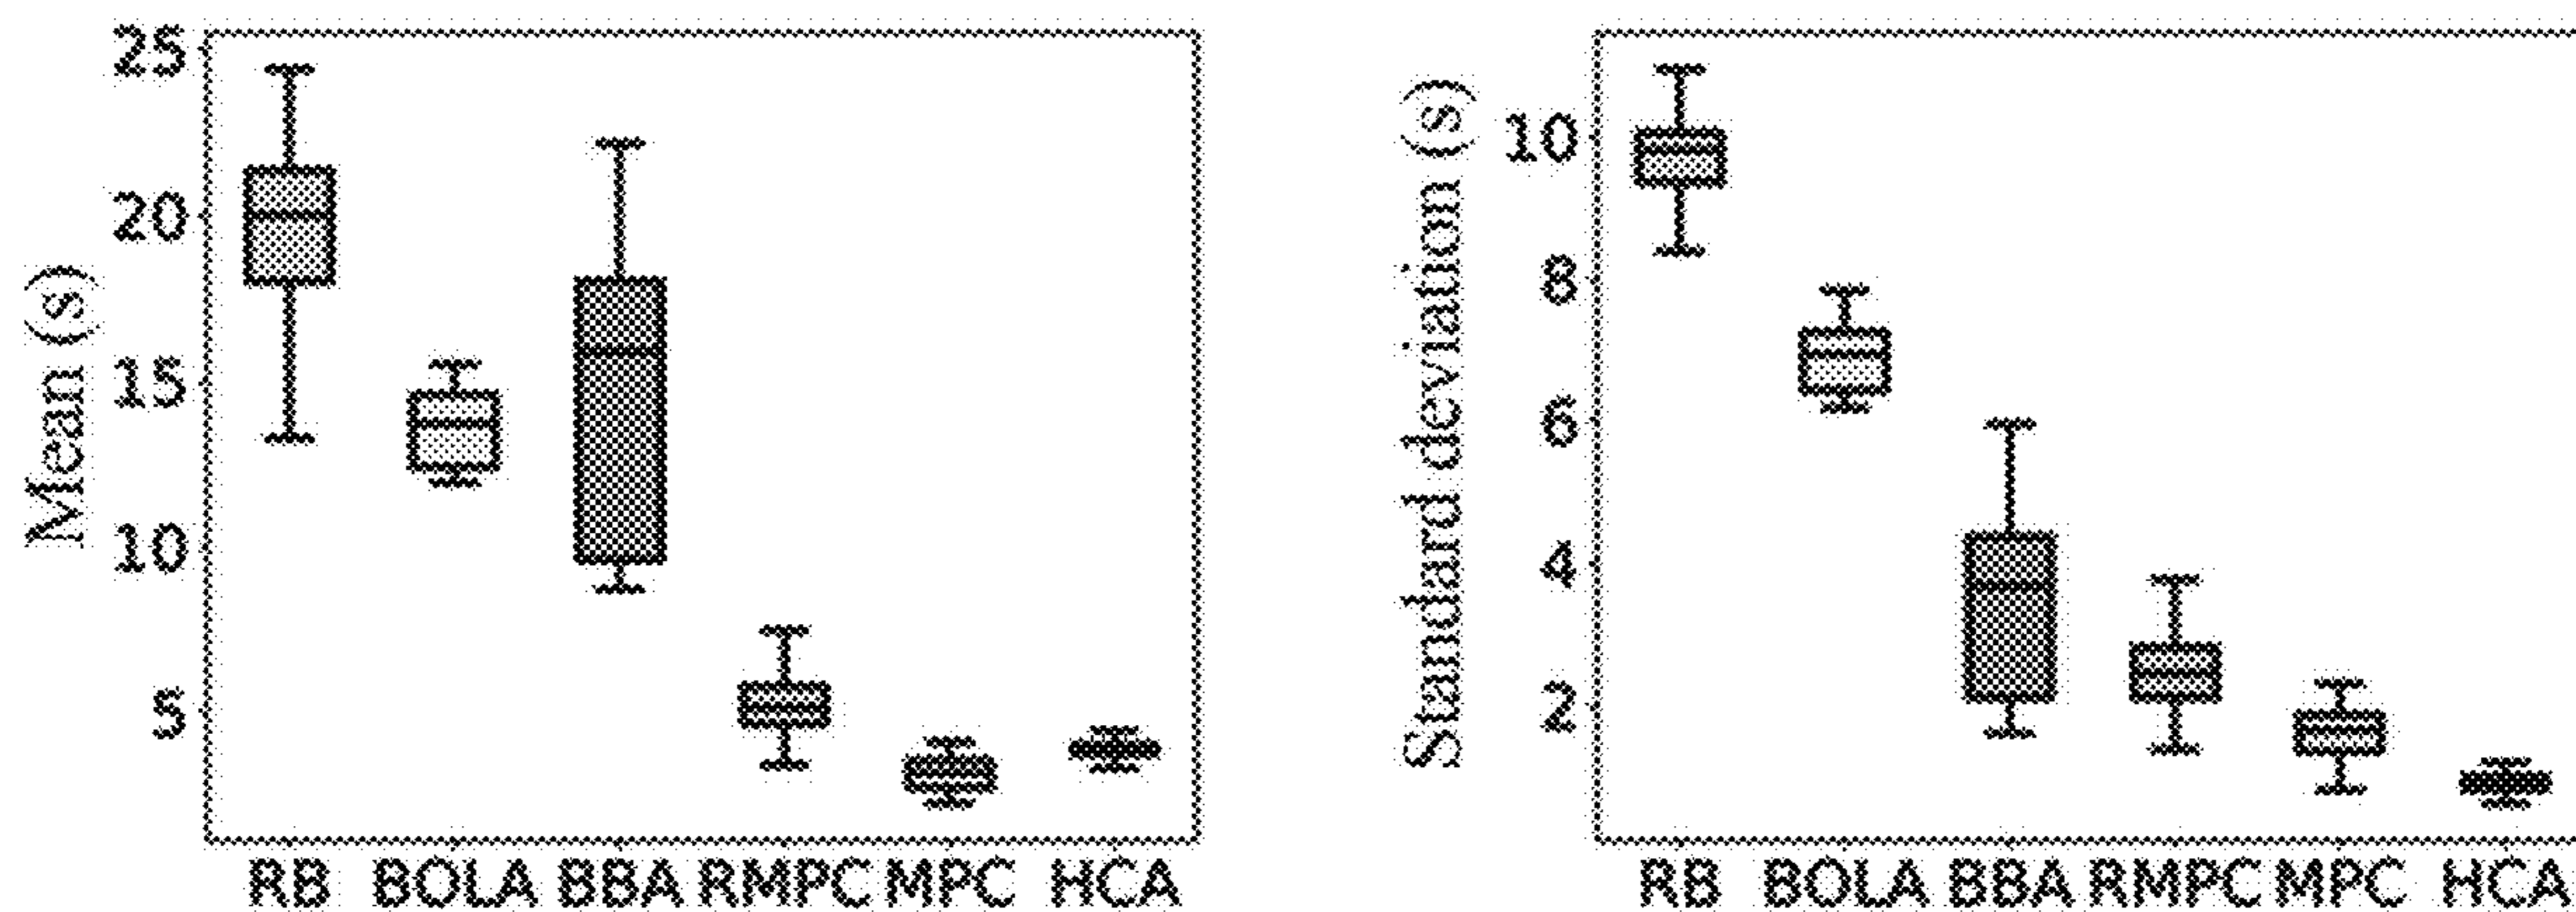 Mean (s)
25
20
15
10
5
RB BOLA BBA RMPC MPC HCA
Standard deviation (s)
10
8
6
4
2
RB BOLA BBA RMPC MPC HCA